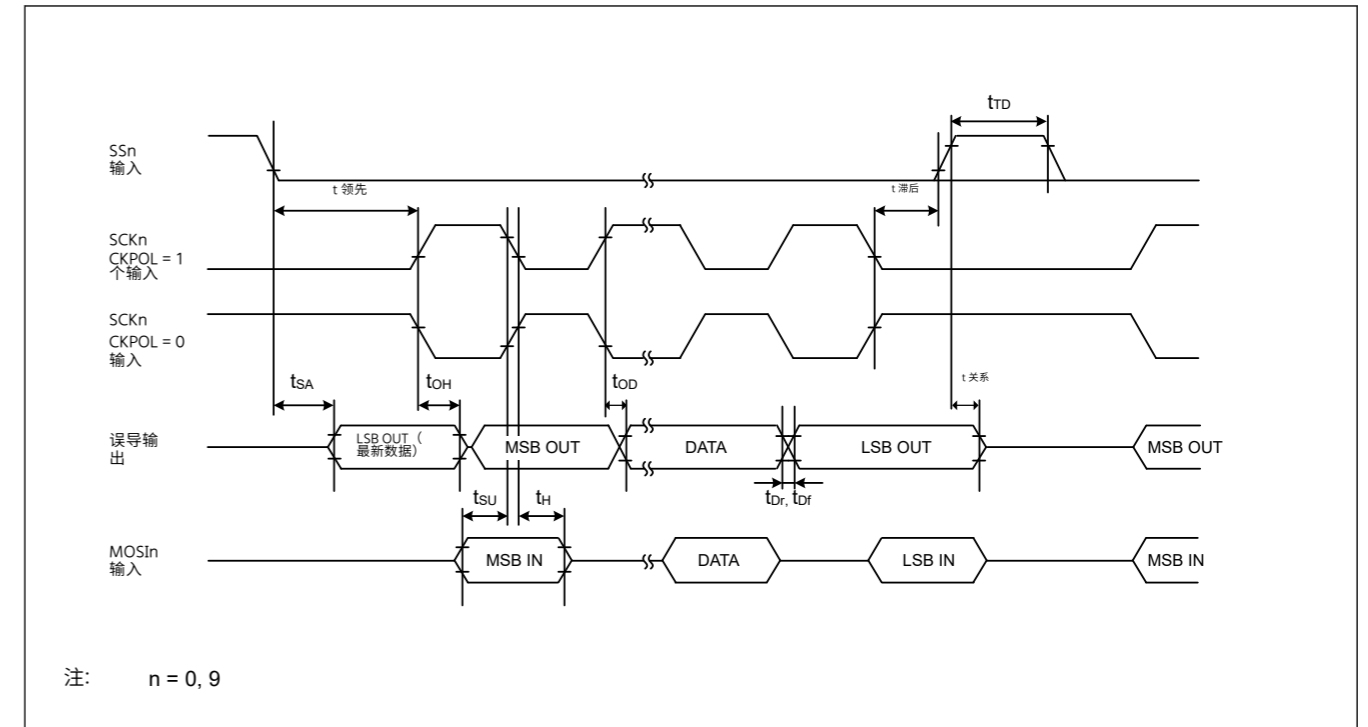 tTD
SSn
输入
t 领先
t 滞后
SCKn
CKPOL = 1
个输入
SCKn
CKPOL = 0
输入
t 关系
tSA
tOH
tOD
误导输
出
LSB OUT（
最新数据）
MSB OUT
DATA
LSB OUT
MSB OUT
tSU
tH
tDr, tDf
MOSIn
输入
MSB IN
DATA
LSB IN
MSB IN
注:
n = 0, 9